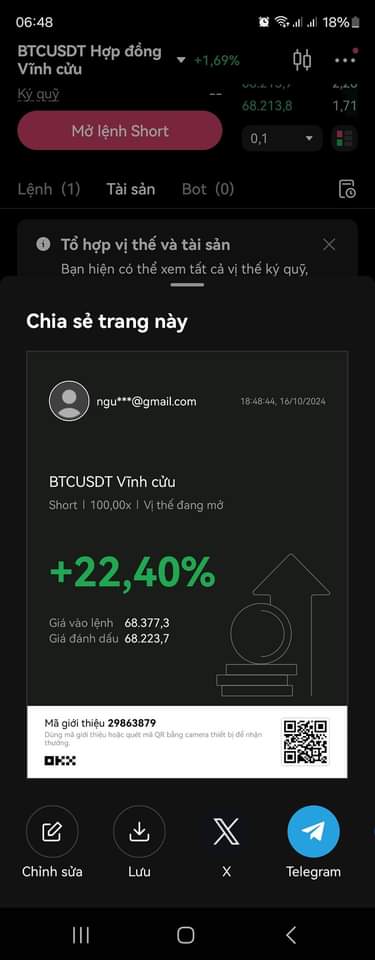 06:48
18%
BTCUSDT Hợp đồng
Vĩnh cửu
+1,69%
Ký quỹ
--
68.213,8
1,71
Mở lệnh Short
0,1
Lệnh (1)
Tài sản
Bot (0)
Tổ hợp vị thế và tài sản
Bạn hiện có thể xem tất cả vị thế ký quỹ,
Chia sẻ trang này
ngu***@gmail.com
18:48:44, 16/10/2024
BTCUSDT Vĩnh cửu
Short | 100,00x | Vị thế đang mở
+22,40%
Giá vào lệnh 68.377,3
Giá đánh dấu 68.223,7
Mã giới thiệu 29863879
Dùng mã giới thiệu hoặc quét mã QR bằng camera thiết bị để nhận
thưởng.
OKX
Chỉnh sửa
Lưu
X
Telegram